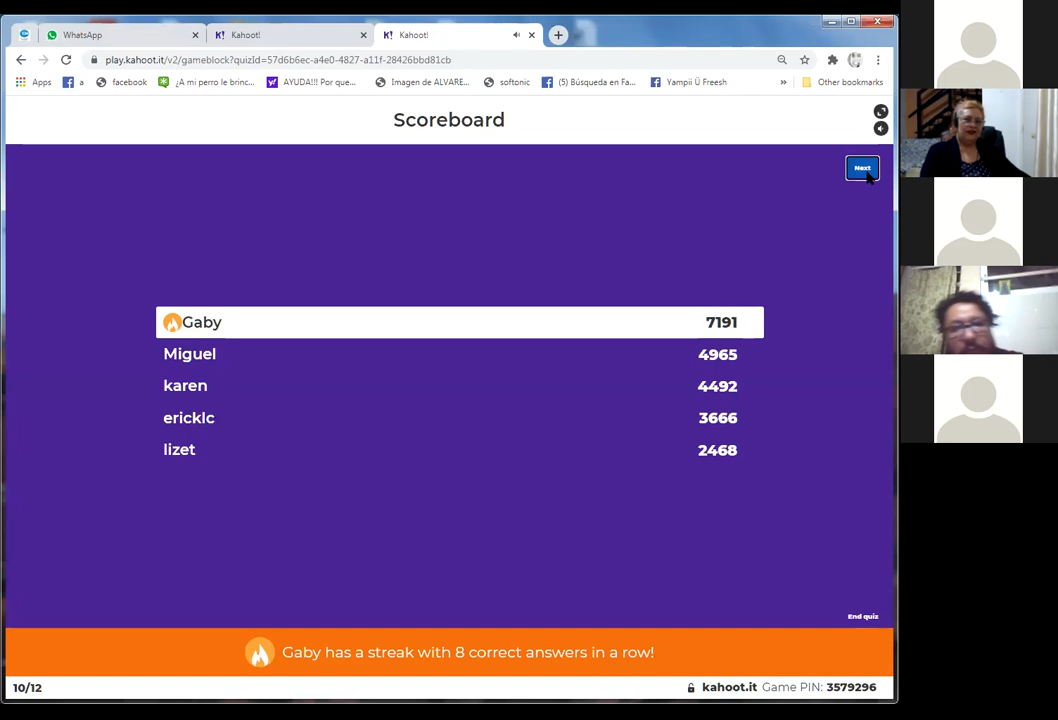 WhatsApp
Kahoot!
Kahoot!
play.kahoot.it/v2/gameblock?quizId=57d6b6ec-a4e0-4827-a11f-28426bbd81cb
Apps
a
facebook
¿A mi perro le brinc...
AYUDA!!! Por que...
Imagen de ALVARE...
softonic
(5) Búsqueda en Fa...
Yampii Ü Freesh
»
Other bookmarks
Scoreboard
Next
Gaby 7191
Miguel 4965
karen 4492
ericklc 3666
lizet 2468
End quiz
Gaby has a streak with 8 correct answers in a row!
10/12
kahoot.it Game PIN: 3579296